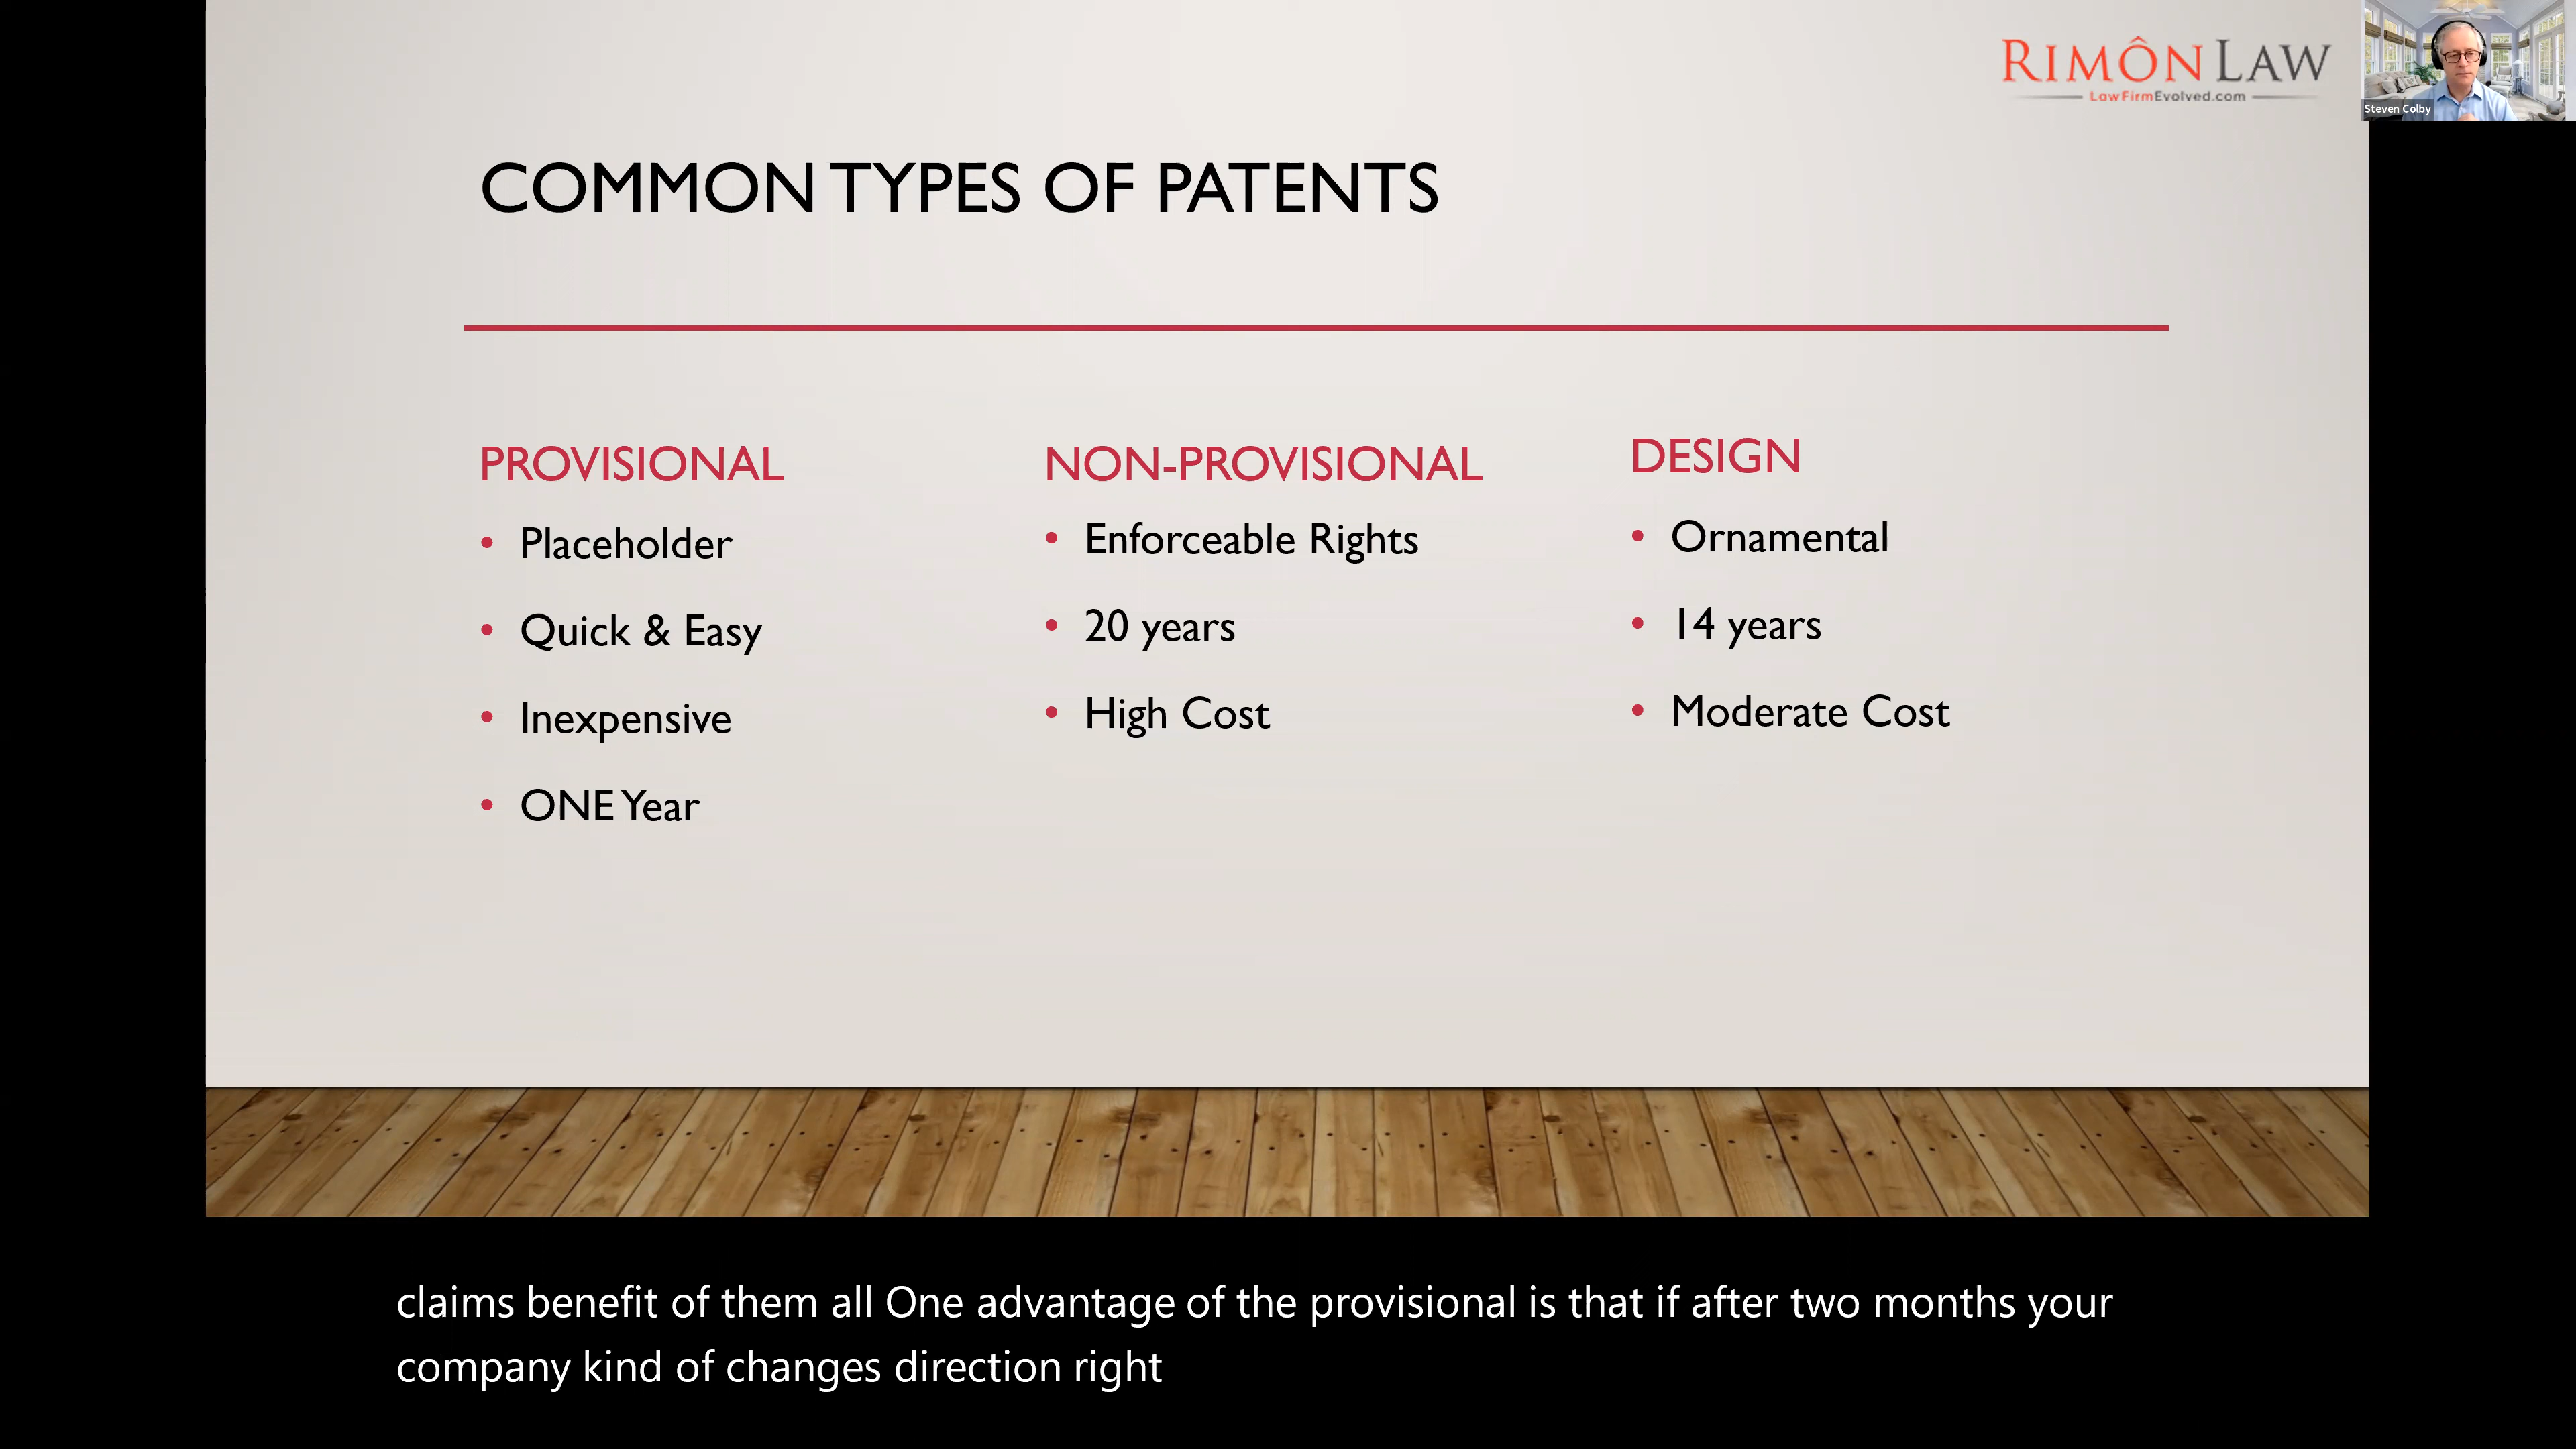 RIMÔN LAW
LawFirmEvolved.com
Steven Colby
COMMON TYPES OF PATENTS
PROVISIONAL
• Placeholder
• Quick & Easy
• Inexpensive
• ONE Year
NON-PROVISIONAL
• Enforceable Rights
• 20 years
• High Cost
DESIGN
• Ornamental
• 14 years
• Moderate Cost
claims benefit of them all One advantage of the provisional is that if after two months your
company kind of changes direction right